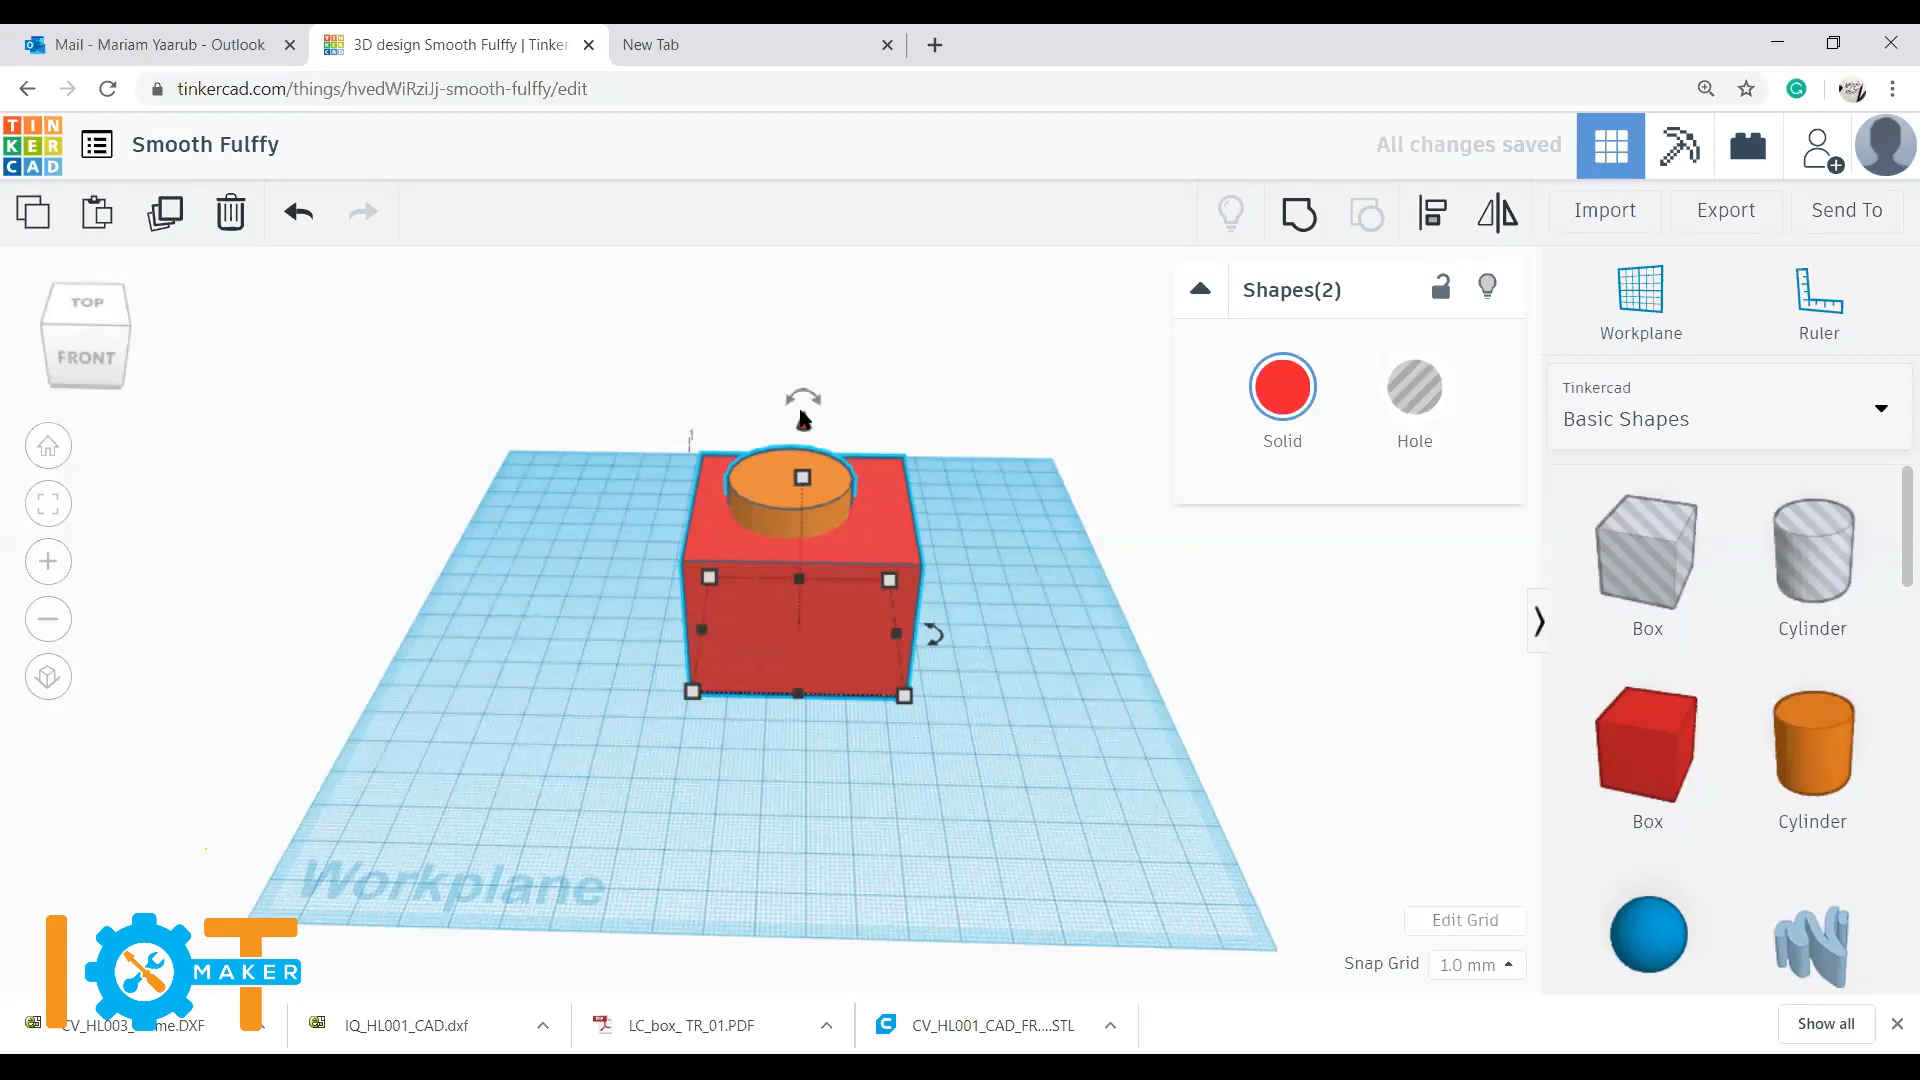 Mail - Mariam Yaarub - Outlook
3D design Smooth Fulffy | Tinker
New Tab
tinkercad.com/things/hvedWiRziJj-smooth-fulffy/edit
TIN
KER
CAD
Smooth Fulffy
All changes saved
Import
Export
Send To
TOP
FRONT
Shapes(2)
Solid
Hole
Workplane
Ruler
Tinkercad
Basic Shapes
Box
Cylinder
Box
Cylinder
Workplane
Edit Grid
Snap Grid
1.0 mm
IOT
MAKER
IQ_HL001_CAD.dxf
LC_box_ TR_01.PDF
CV_HL001_CAD_FR....STL
Show all